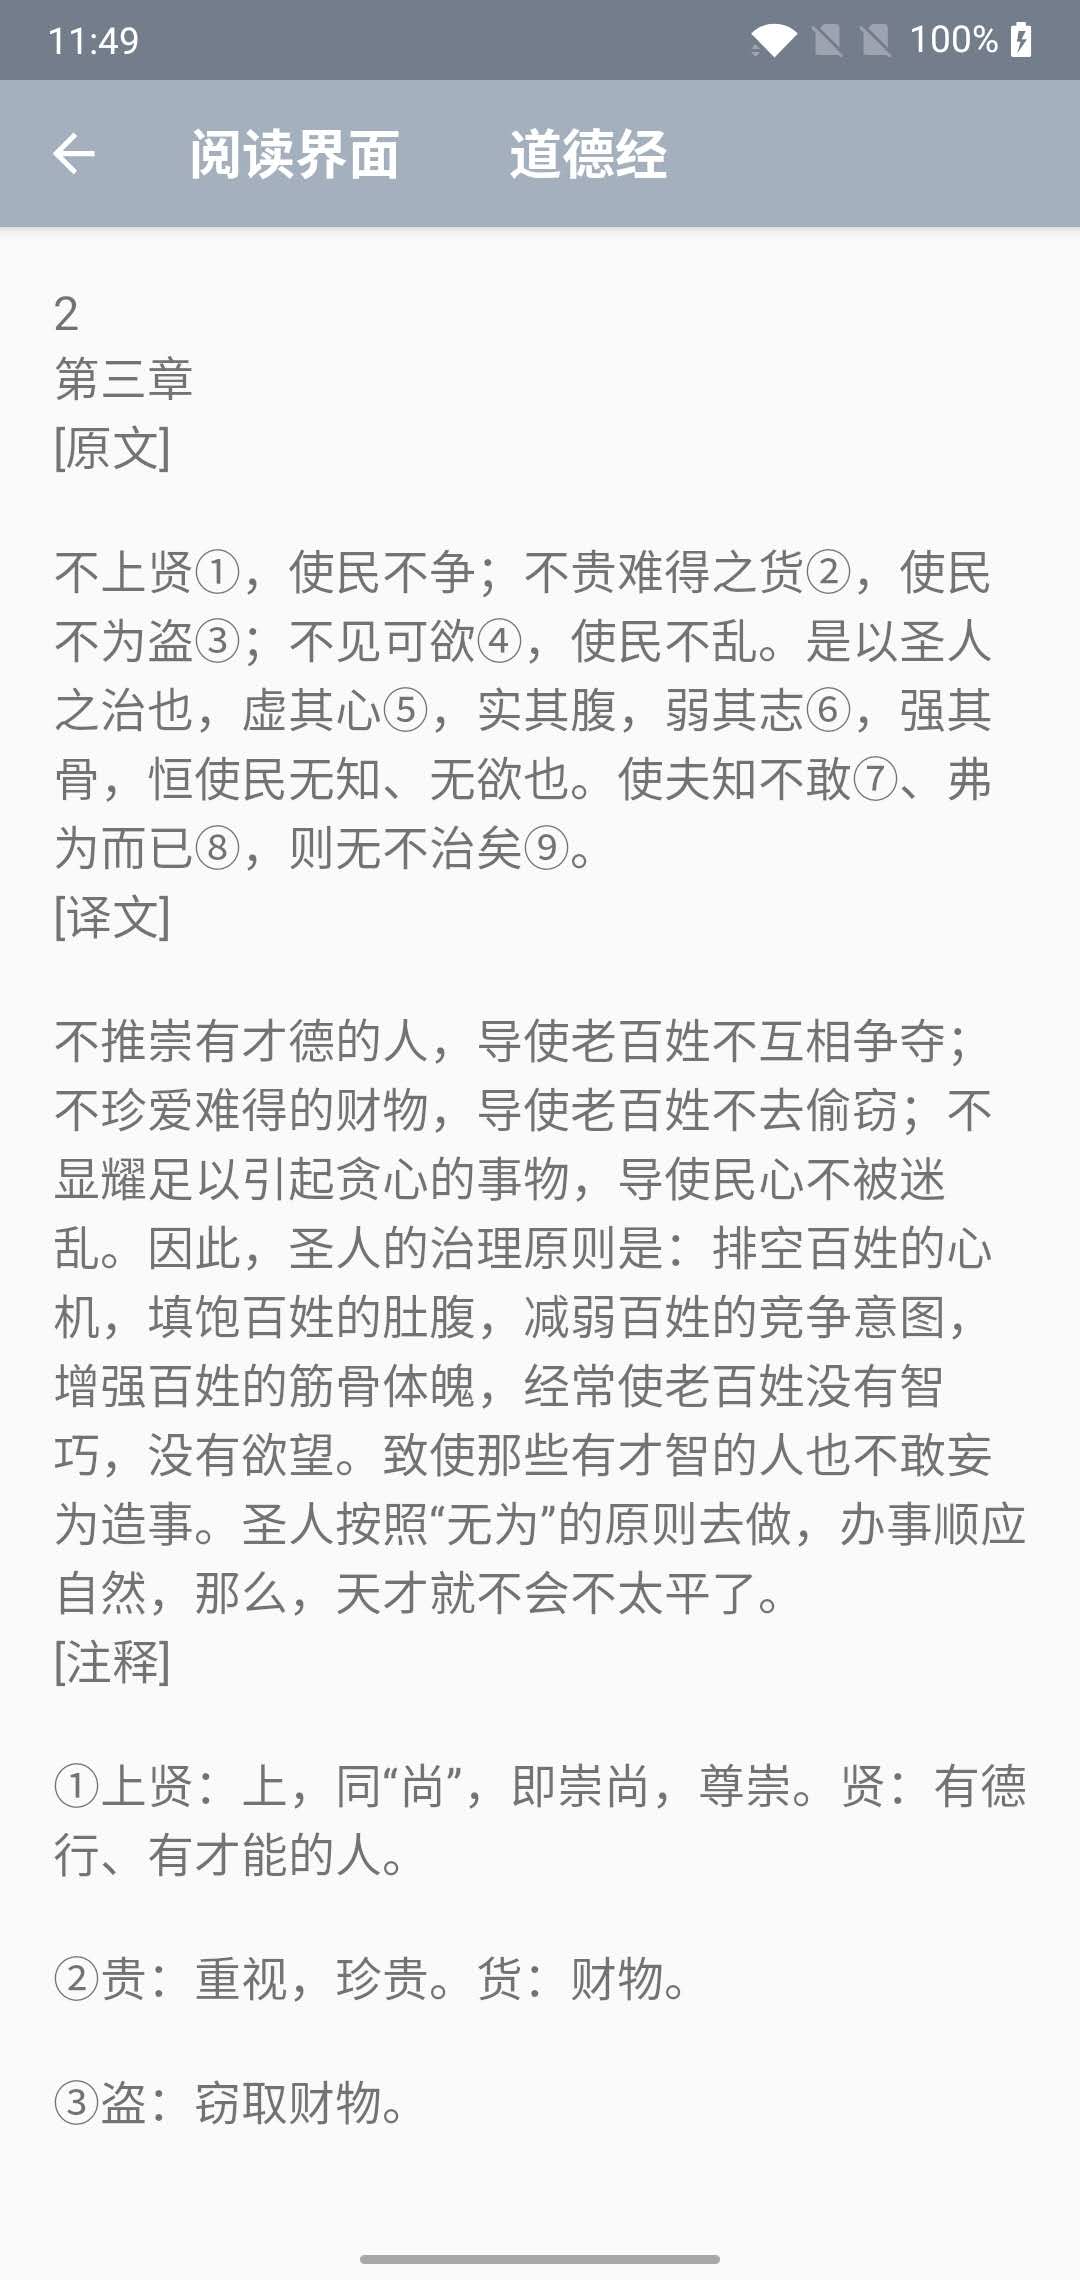 11:49
100%
阅读界面 道德经
2
第三章
[原文]
不上贤①，使民不争；不贵难得之货②，使民
不为盗③；不见可欲④，使民不乱。是以圣人
之治也，虚其心⑤，实其腹，弱其志⑥，强其
骨，恒使民无知、无欲也。使夫知不敢⑦、弗
为而已⑧，则无不治矣⑨。
[译文]
不推崇有才德的人，导使老百姓不互相争夺；
不珍爱难得的财物，导使老百姓不去偷窃；不
显耀足以引起贪心的事物，导使民心不被迷
乱。因此，圣人的治理原则是：排空百姓的心
机，填饱百姓的肚腹，减弱百姓的竞争意图，
增强百姓的筋骨体魄，经常使老百姓没有智
巧，没有欲望。致使那些有才智的人也不敢妄
为造事。圣人按照“无为”的原则去做，办事顺应
自然，那么，天才就不会不太平了。
[注释]
①上贤：上，同“尚”，即崇尚，尊崇。贤：有德
行、有才能的人。
②贵：重视，珍贵。货：财物。
③盗：窃取财物。